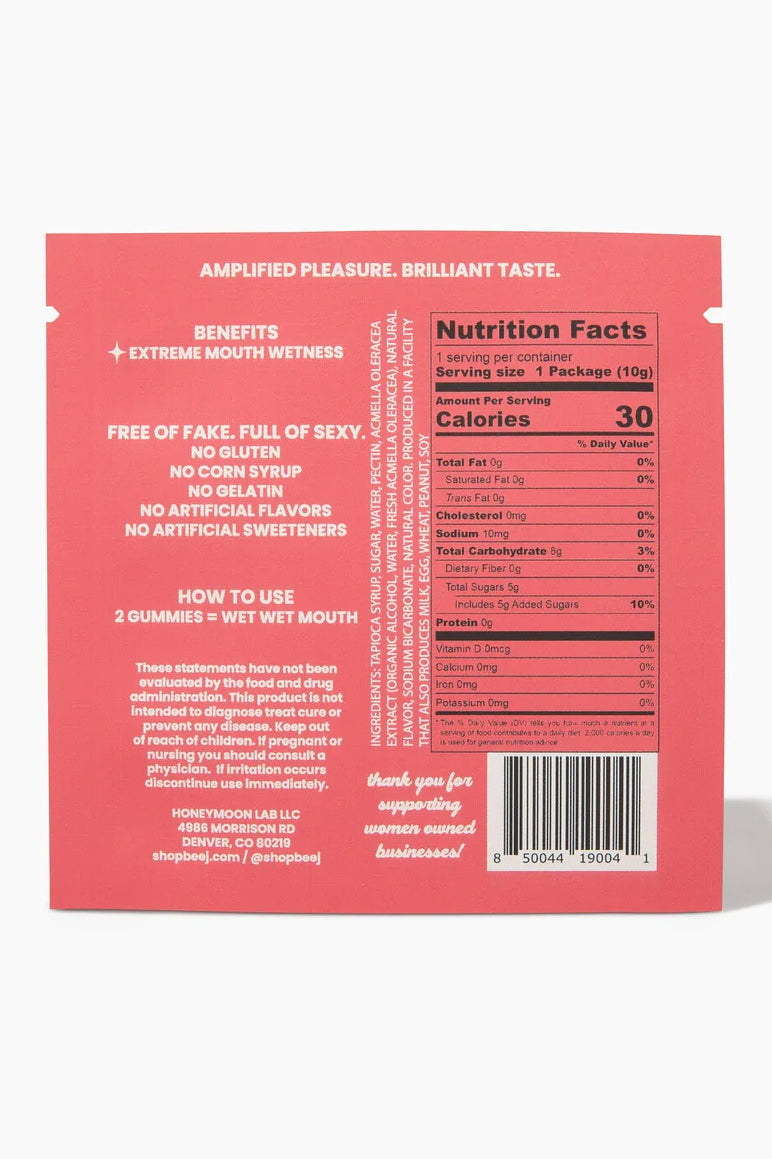 AMPLIFIED PLEASURE. BRILLIANT TASTE.
BENEFITS
EXTREME MOUTH WETNESS
FREE OF FAKE. FULL OF SEXY.
NO GLUTEN
NO CORN SYRUP
NO GELATIN
NO ARTIFICIAL FLAVORS
NO ARTIFICIAL SWEETENERS
HOW TO USE
2 GUMMIES = WET WET MOUTH
These statements have not been
evaluated by the food and drug
administration. This product is not
intended to diagnose treat cure or
prevent any disease. Keep out
of reach of children. If pregnant or
nursing you should consult a
physician. If irritation occurs
discontinue use immediately.
HONEYMOON LAB LLC
4986 MORRISON RD
DENVER, CO 80219
shopbeej.com / @shopbeej
INGREDIENTS: TAPIOCA SYRUP, SUGAR, WATER, PECTIN, ACMELLA OLERACEA
EXTRACT (ORGANIC ALCOHOL, WATER, FRESH ACMELLA OLERACEA), NATURAL
FLAVOR, SODIUM BICARBONATE, NATURAL COLOR. PRODUCED IN A FACILITY
THAT ALSO PRODUCES MILK, EGG, WHEAT, PEANUT, SOY
Nutrition Facts
1 serving per container
Serving size 1 Package (10g)
Amount Per Serving
Calories 30
% Daily Value*
Total Fat 0g 0%
Saturated Fat 0g 0%
Trans Fat 0g
Cholesterol 0mg 0%
Sodium 10mg 0%
Total Carbohydrate 8g 3%
Dietary Fiber 0g 0%
Total Sugars 5g
Includes 5g Added Sugars 10%
Protein 0g
Vitamin D 0mcg 0%
Calcium 0mg 0%
Iron 0mg 0%
Potassium 0mg 0%
*The % Daily Value (DV) tells you how much a nutrient in a
serving of food contributes to a daily diet. 2,000 calories a day
is used for general nutrition advice
thank you for
supporting
women owned
businesses!
8 50044 19004 1